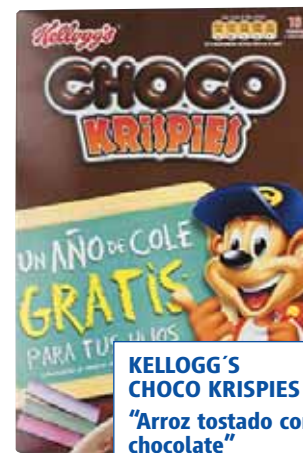 Kellogg's
CHOCO
KRISPIES
UN AÑO DE COLE
GRATIS
PARA TUS HIJOS
KELLOGG´S
CHOCO KRISPIES
“Arroz tostado con
chocolate”